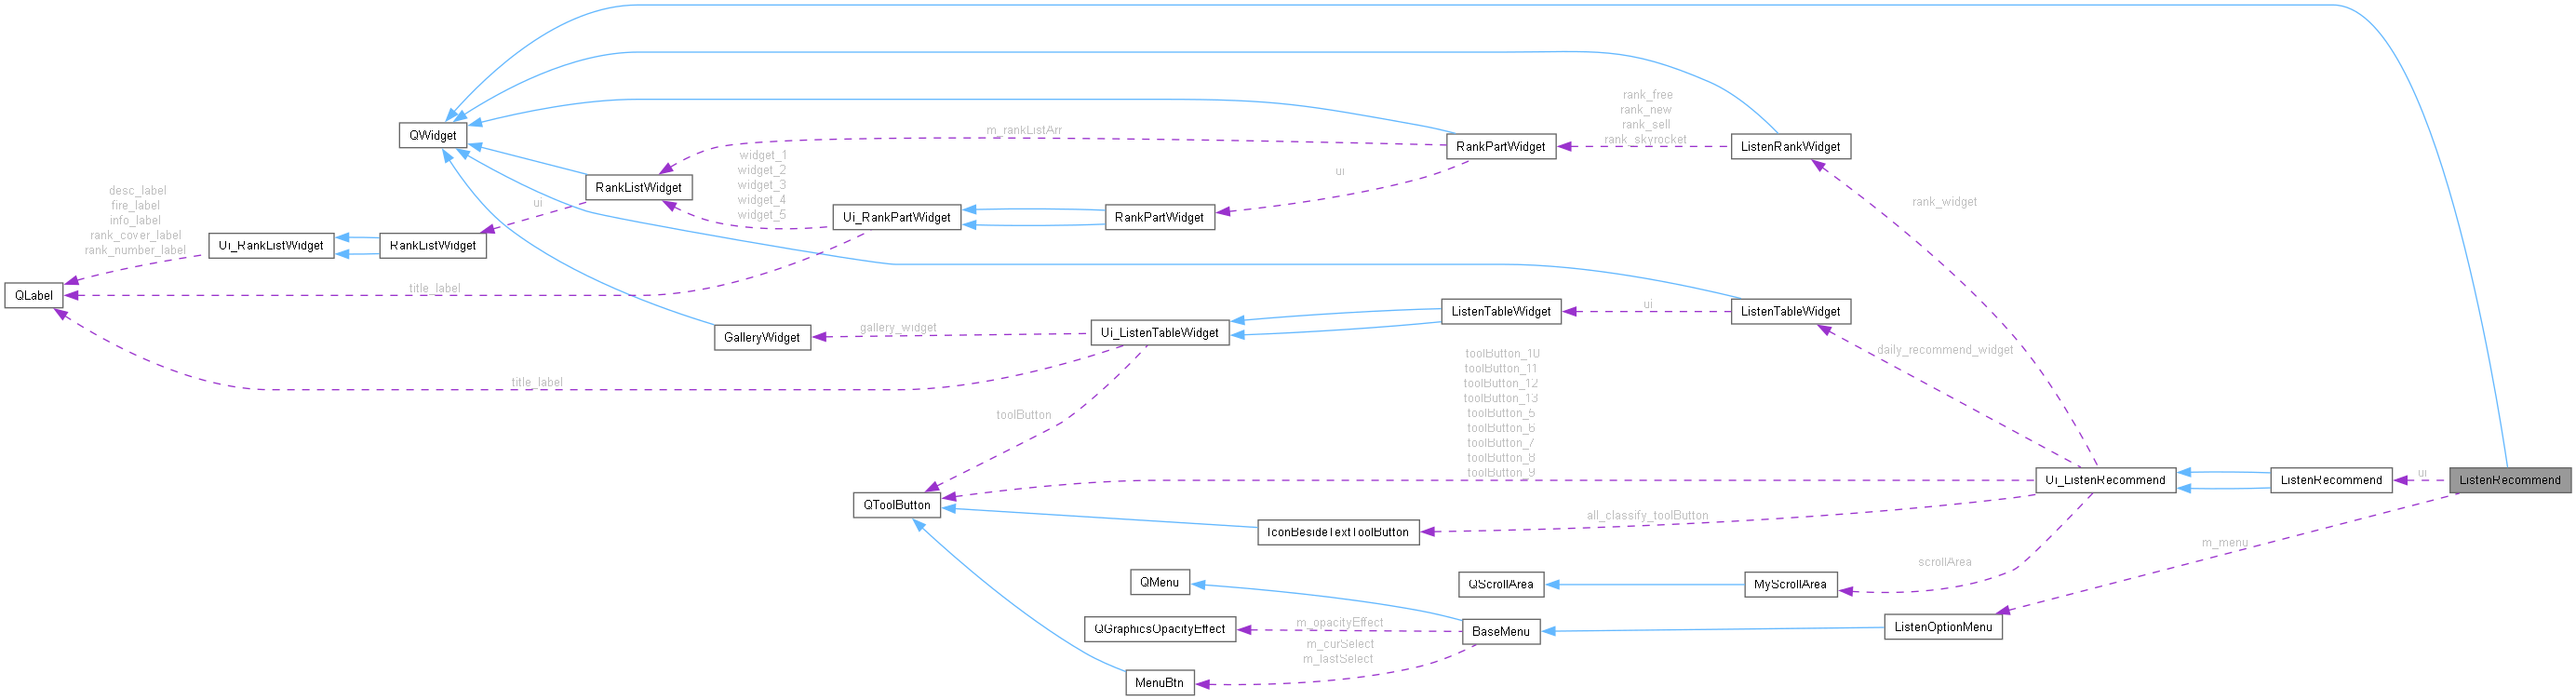 rank_free
rank_new
rank_sell
rank_skyrocket
QWidget
m_rankListArr
RankPartWidget
ListenRankWidget
widget_1
widget_2
widget_3
widget_4
widget_5
ui
RankListWidget
desc_label
fire_label
info_label
rank_cover_label
rank_number_label
ui
rank_widget
Ui_RankPartWidget
RankPartWidget
Ui_RankListWidget
RankListWidget
QLabel
title_label
ui
ListenTableWidget
ListenTableWidget
gallery_widget
Ui_ListenTableWidget
GalleryWidget
daily_recommend_widget
toolButton_10
toolButton_11
toolButton_12
toolButton_13
toolButton_5
toolButton_6
toolButton_7
toolButton_8
toolButton_9
title_label
toolButton
ui
Ui_ListenRecommend
ListenRecommend
ListenRecommend
QToolButton
all_classify_toolButton
IconBesideTextToolButton
m_menu
scrollArea
QMenu
QScrollArea
MyScrollArea
m_opacityEffect
QGraphicsOpacityEffect
BaseMenu
ListenOptionMenu
m_curSelect
m_lastSelect
MenuBtn